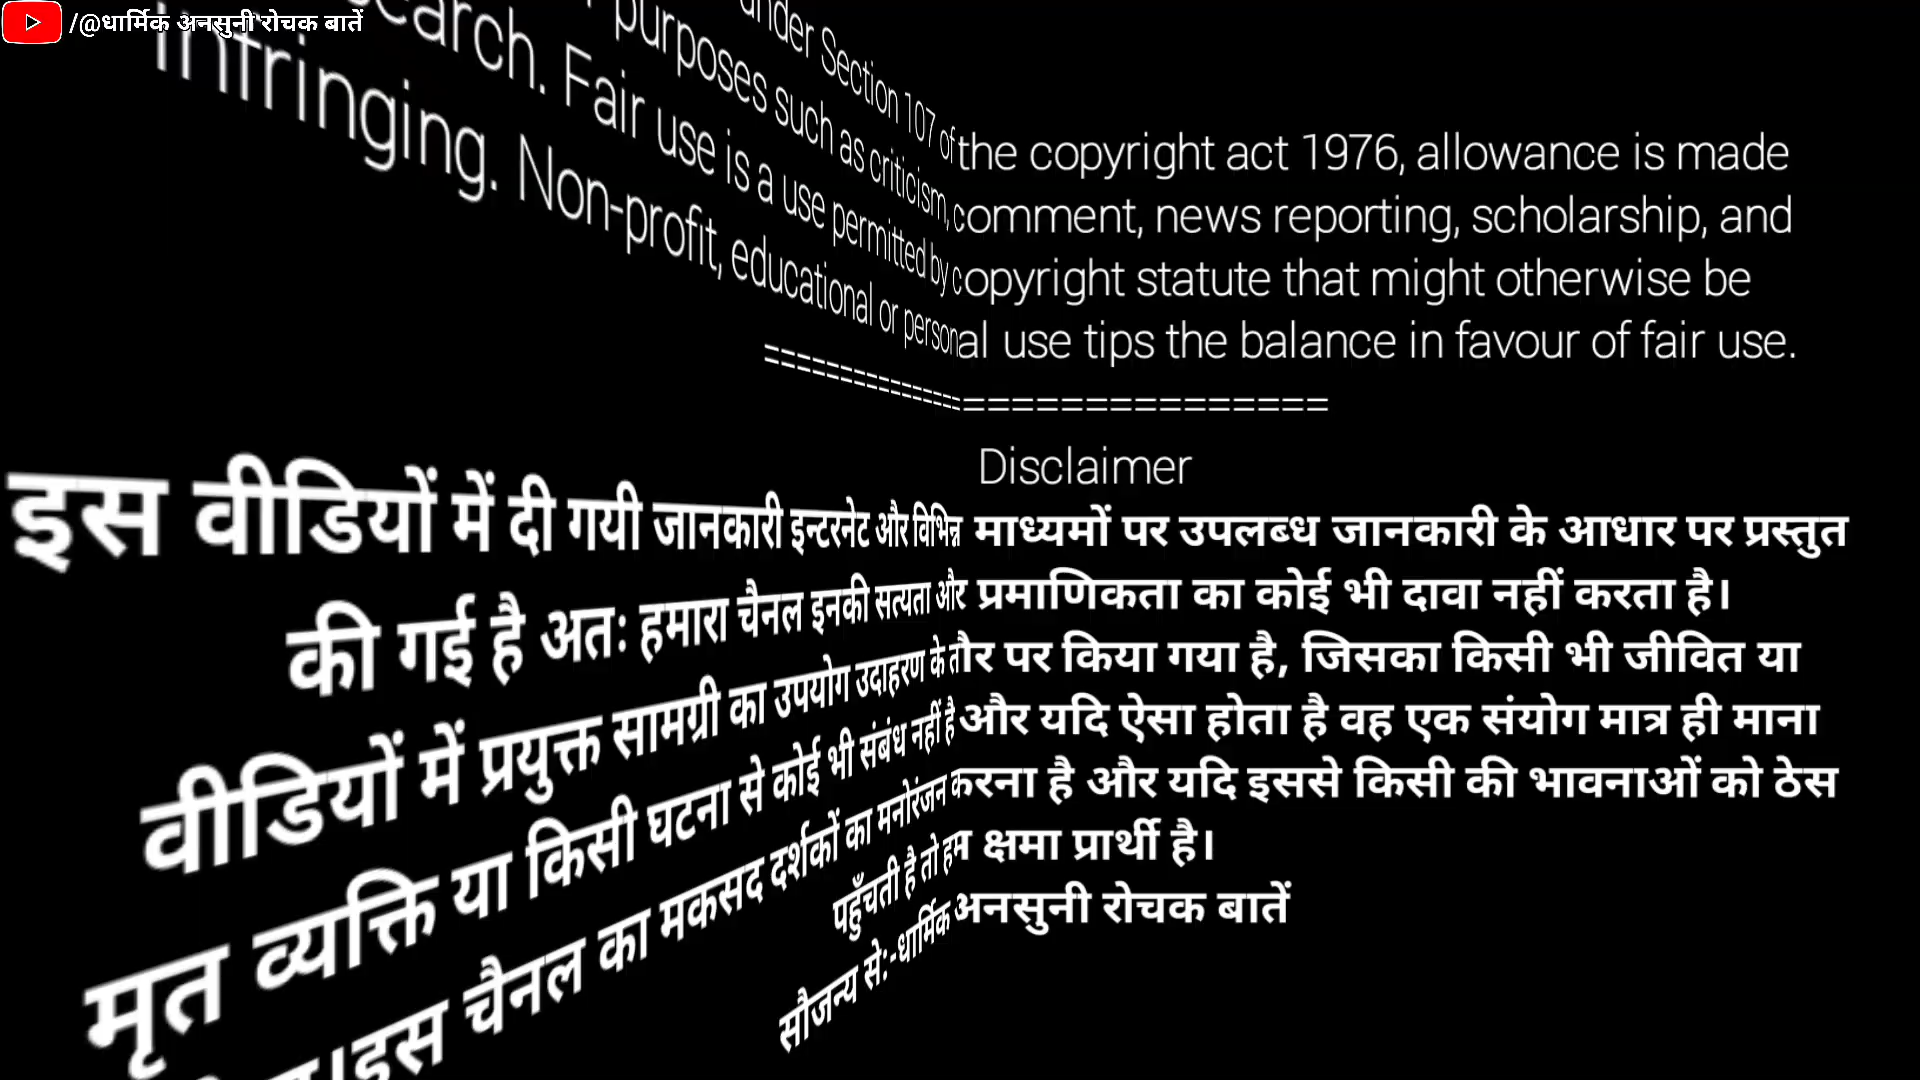 /@धार्मिक अनसुनी रोचक बातें
under Section 107 of the copyright act 1976, allowance is made
purposes such as criticism, comment, news reporting, scholarship, and
Fair use is a use permitted by copyright statute that might otherwise be
Infringing. Non-profit, educational or personal use tips the balance in favour of fair use.
===========================
Disclaimer
इस वीडियों में दी गयी जानकारी इन्टरनेट और विभिन्न माध्यमों पर उपलब्ध जानकारी के आधार पर प्रस्तुत
की गई है अतः हमारा चैनल इनकी सत्यता और प्रमाणिकता का कोई भी दावा नहीं करता है।
वीडियों में प्रयुक्त सामग्री का उपयोग उदाहरण के तौर पर किया गया है, जिसका किसी भी जीवित या
मृत व्यक्ति या किसी घटना से कोई भी संबंध नहीं है और यदि ऐसा होता है वह एक संयोग मात्र ही माना
इस चैनल का मकसद दर्शकों का मनोरंजन करना है और यदि इससे किसी की भावनाओं को ठेस
पहुँचती है तो हम क्षमा प्रार्थी है।
सौजन्य से:-धार्मिक अनसुनी रोचक बातें